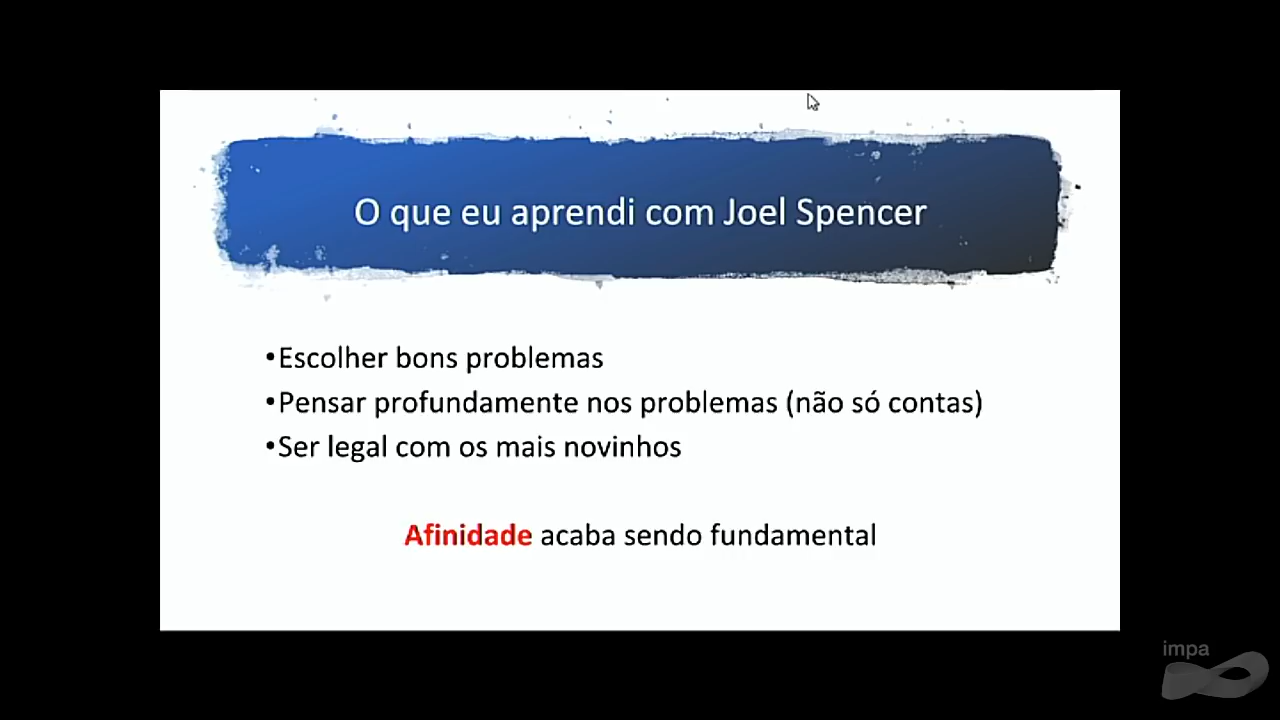 O que eu aprendi com Joel Spencer
•Escolher bons problemas
•Pensar profundamente nos problemas (não só contas)
•Ser legal com os mais novinhos
Afinidade acaba sendo fundamental
impa